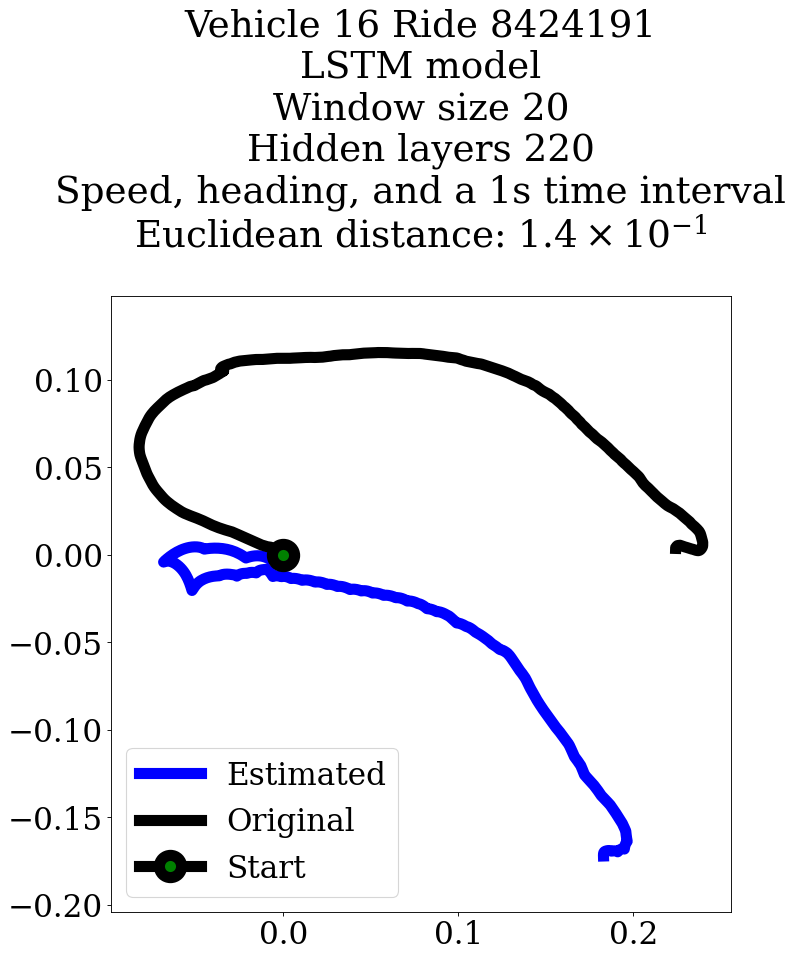 Vehicle 16 Ride 8424191
LSTM model
Window size 20
Hidden layers 220
Speed, heading, and a 1s time interval
Euclidean distance: 1.4 × 10⁻¹
0.10
0.05
0.00
−0.05
−0.10
−0.15
−0.20
Estimated
Original
Start
0.0 0.1 0.2